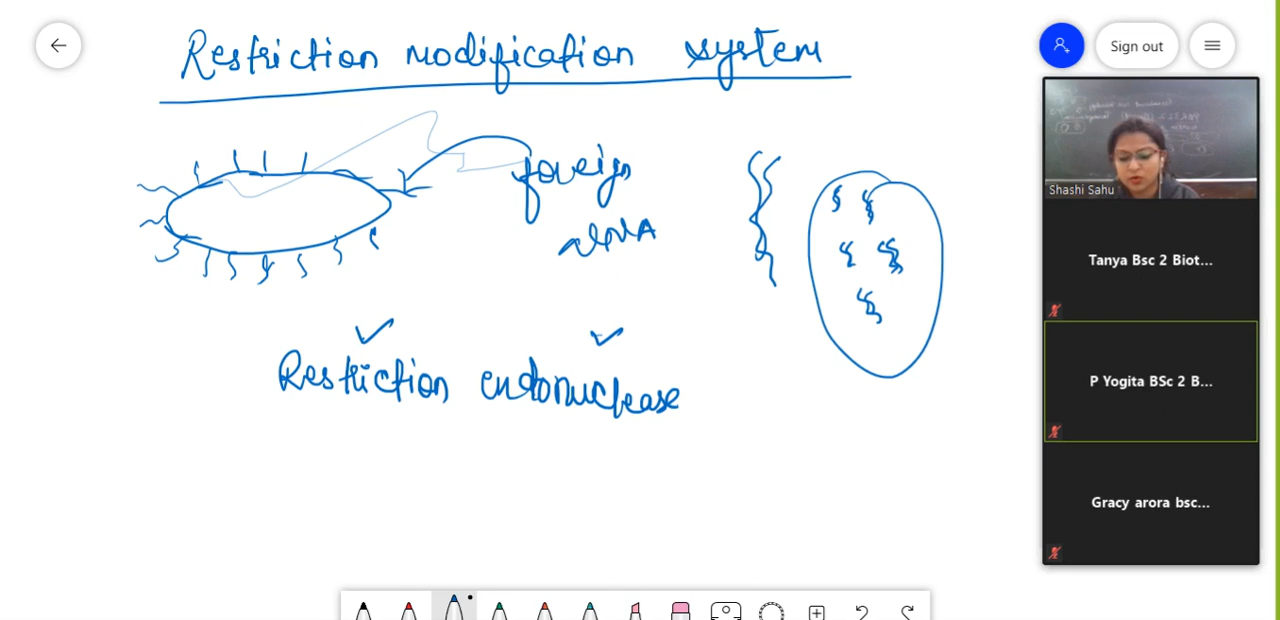 Restriction modification system
Sign out
foreign
DNA
Restriction endonuclease
Shashi Sahu
Tanya Bsc 2 Biot...
P Yogita BSc 2 B...
Gracy arora bsc...